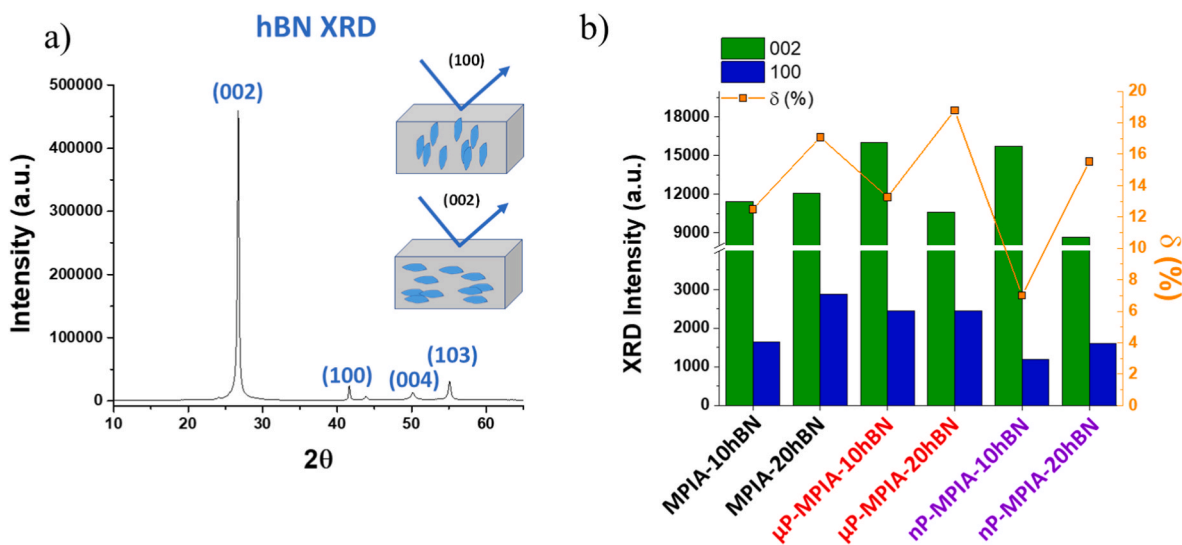 a)
hBN XRD
(002)
(100)
(004)
(103)
(100)
(002)
500000
400000
300000
200000
100000
0
Intensity (a.u.)
10
20
30
40
50
60
2θ
b)
002
100
δ (%)
18000
15000
12000
9000
3000
2000
1000
0
XRD Intensity (a.u.)
20
18
16
14
12
10
8
6
4
2
0
δ (%)
MPIA-10hBN
MPIA-20hBN
μP-MPIA-10hBN
μP-MPIA-20hBN
nP-MPIA-10hBN
nP-MPIA-20hBN